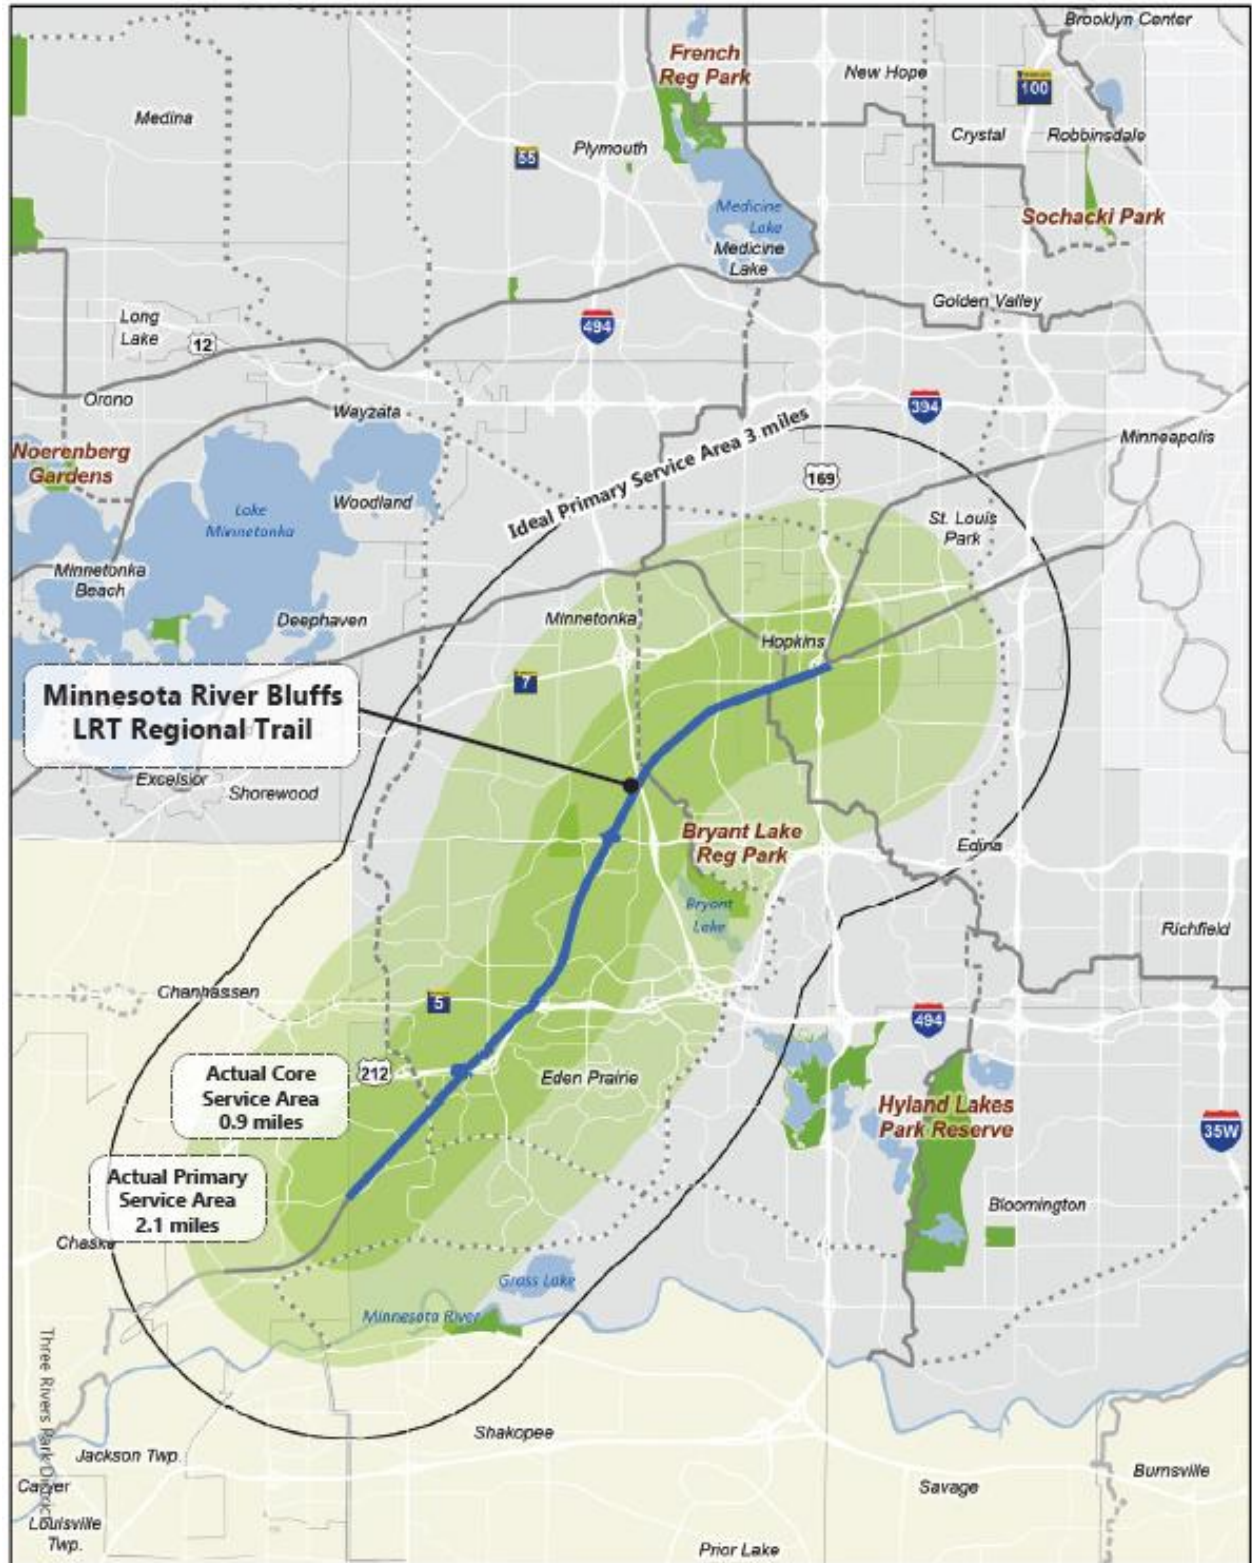 Brooklyn Center
French
Reg Park
New Hope
100
Medina
Crystal
Robbinsdale
55
Plymouth
Medicine
Lake
Sochacki Park
Medicine
Lake
Golden Valley
Long
Lake
12
494
Orono
Wayzata
394
Ideal Primary Service Area 3 miles
Minneapolis
Noerenberg
Gardens
169
Woodland
Lake
Minnetonka
St. Louis
Park
Minnetonka
Beach
Deephaven
Minnetonka
Hopkins
7
Minnesota River Bluffs
LRT Regional Trail
Excelsior
Shorewood
Bryant Lake
Reg Park
Edina
Bryant
Lake
Richfield
Chanhassen
5
494
Actual Core
Service Area
0.9 miles
212
Eden Prairie
Hyland Lakes
Park Reserve
35W
Actual Primary
Service Area
2.1 miles
Bloomington
Chaska
Grass Lake
Minnesota River
Three Rivers Park District
Shakopee
Jackson Twp.
Burnsville
Carver
Savage
Louisville
Twp.
Prior Lake